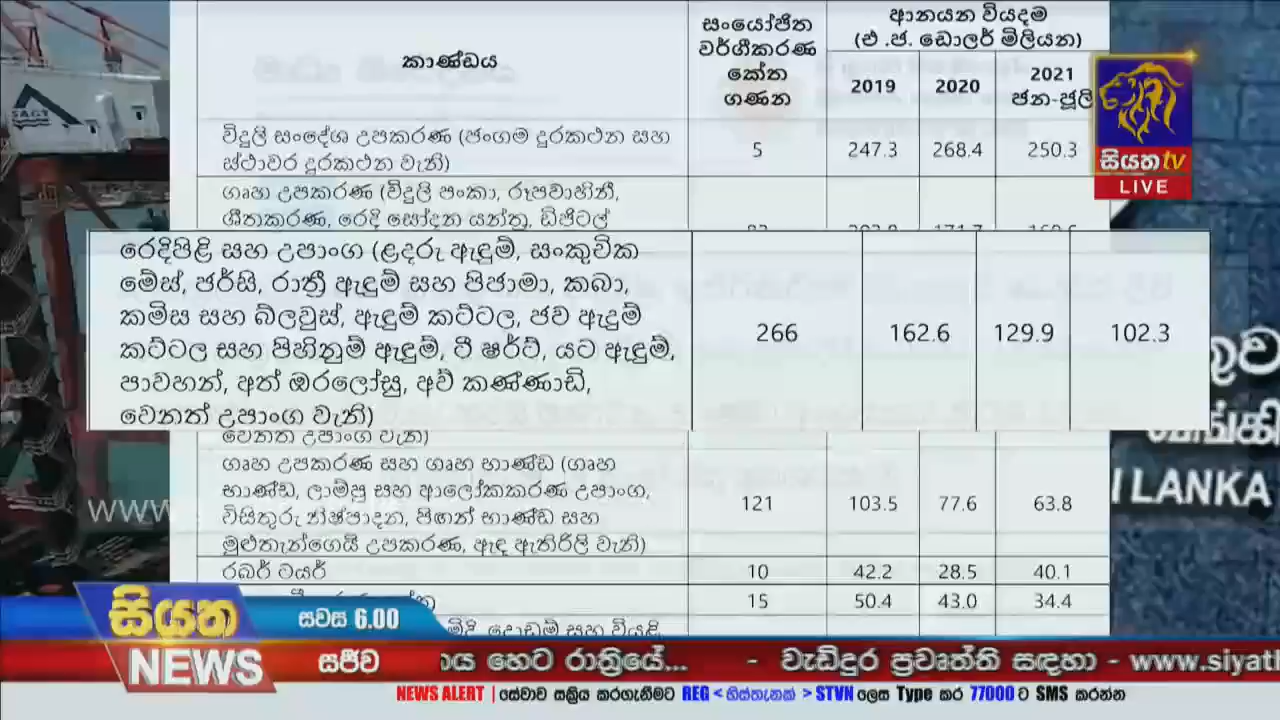 කාණ්ඩය
සංයෝජිත
වර්ගීකරණ
කේත
ගණන
ආනයන වියදම
(එ .ජ. ඩොලර් මිලියන)
2019
2020
2021
ජන-ජූලි
විදුලි සංදේශ උපකරණ (ජංගම දුරකථන සහ
ස්ථාවර දුරකථන වැනි)
5
247.3
268.4
250.3
ගෘහ උපකරණ (විදුලි පංකා, රූපවාහිනී,
ශීතකරණ, රෙදි සෝදන යන්ත්‍ර, ඩිජිටල්
රෙදිපිළි සහ උපාංග (ළදරු ඇඳුම්, සංකුචිත
මේස්, ජර්සි, රාත්‍රී ඇඳුම් සහ පිජාමා, කබා,
කමිස සහ බ්ලවුස්, ඇඳුම් කට්ටල, ජව ඇඳුම්
කට්ටල සහ පිහිනුම් ඇඳුම්, ටී ෂර්ට්, යට ඇඳුම්,
පාවහන්, අත් ඔරලෝසු, අව් කණ්ණාඩි,
වෙනත් උපාංග වැනි)
266
162.6
129.9
102.3
වෙනත් උපාංග වැනි)
ගෘහ උපකරණ සහ ගෘහ භාණ්ඩ (ගෘහ
භාණ්ඩ, ලාම්පු සහ ආලෝකකරණ උපාංග,
විසිතුරු නිෂ්පාදන, පිඟන් භාණ්ඩ සහ
මුළුතැන්ගෙයි උපකරණ, ඇඳ ඇතිරිලි වැනි)
121
103.5
77.6
63.8
රබර් ටයර්
10
42.2
28.5
40.1
15
50.4
43.0
34.4
දොඩම් සහ වියළි
සියත tv
LIVE
LANKA
සියත
NEWS
සවස 6.00
සජීව
හෙට රාත්‍රියේ... - වැඩිදුර ප්‍රවෘත්ති සඳහා - www.siyat
NEWS ALERT | සේවාව සක්‍රිය කරගැනීමට REG < හිස්තැනක් > STVN ලෙස Type කර 77000 ට SMS කරන්න